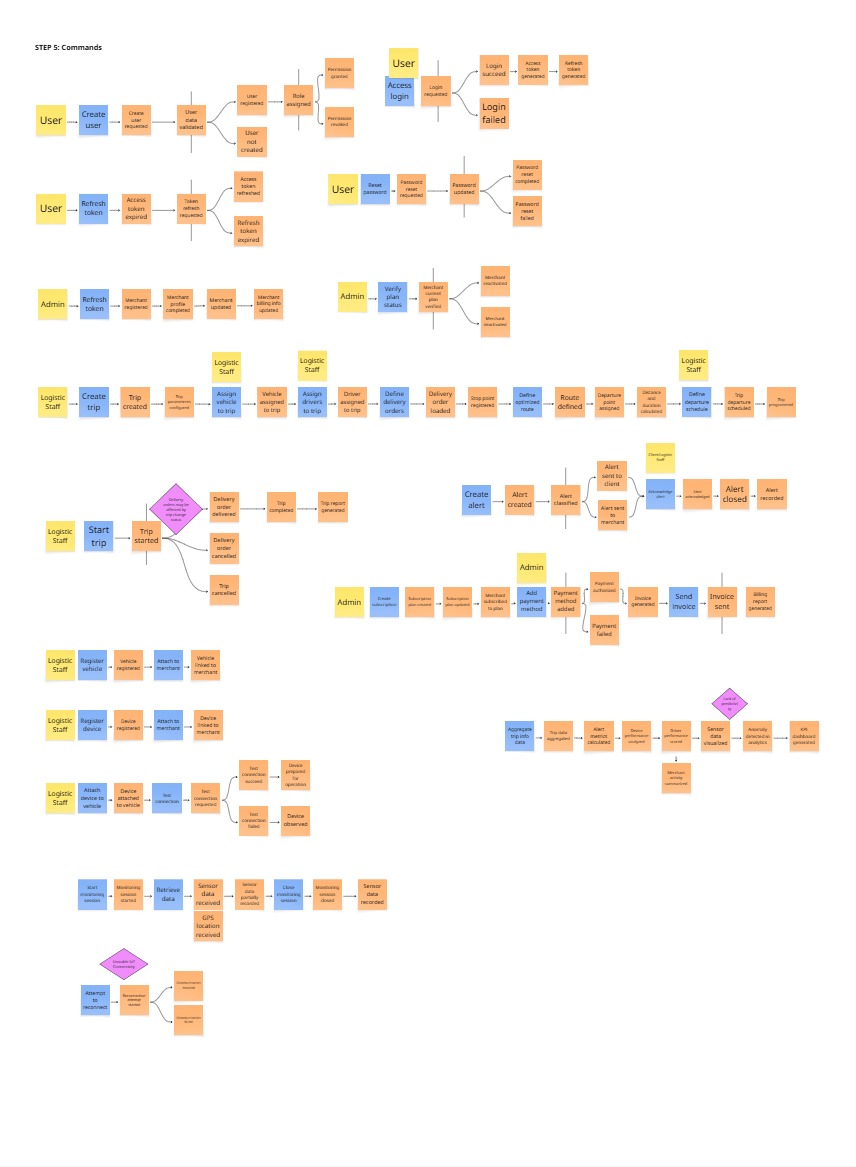 STEP 5: Commands
User
Create
user
Create
user
requested
User
data
validated
User
registered
User
not
created
Role
assigned
Permission
granted
Permission
revoked
User
Access
login
Login
requested
Login
succeed
Access
token
generated
Refresh
token
generated
Login
failed
User
Refresh
token
Access
token
expired
Token
refresh
requested
Access
token
refreshed
Refresh
token
expired
User
Reset
password
Password
reset
requested
Password
updated
Password
reset
completed
Password
reset
failed
Admin
Refresh
token
Merchant
registered
Merchant
profile
completed
Merchant
updated
Merchant
billing info
updated
Admin
Verify
plan
status
Merchant
current
plan
verified
Merchant
reactivated
Merchant
reactivated
Logistic
Staff
Create
trip
Trip
created
Trip
parameters
configured
Logistic
Staff
Assign
vehicle
to trip
Vehicle
assigned
to trip
Logistic
Staff
Assign
drivers
to trip
Driver
assigned
to trip
Define
delivery
orders
Delivery
order
loaded
Stop point
registered
Define
optimized
route
Route
defined
Departure
point
assigned
Distance
and
duration
calculated
Logistic
Staff
Define
departure
schedule
Trip
departure
scheduled
Trip
programmed
Logistic
Staff
Start
trip
Trip
started
Delivery
orders may be
affected by
trip change
status
Delivery
order
delivered
Trip
completed
Trip report
generated
Delivery
order
cancelled
Trip
cancelled
Create
alert
Alert
created
Alert
classified
Alert
sent to
client
Alert sent
to
merchant
Staff
Acknowledge
alert
acknowledged
Alert
closed
Alert
recorded
Admin
Create
subscription
Subscription
plan created
Subscription
plan updated
Merchant
subscribed
to plan
Admin
Add
payment
method
Payment
method
added
Payment
authorized
Payment
failed
Invoice
generated
Send
invoice
Invoice
sent
Billing
report
generated
Logistic
Staff
Register
vehicle
Vehicle
registered
Attach to
merchant
Vehicle
linked to
merchant
Logistic
Staff
Register
device
Device
registered
Attach to
merchant
Device
linked to
merchant
Aggregate
trip info
data
Trip data
aggregated
Alert
metrics
calculated
Device
performance
analyzed
Driver
performance
scored
Merchant
activity
summarized
Lack of
Sensor
data
visualized
Anomaly
detected in
analytics
KPI
dashboard
generated
Logistic
Staff
Attach
device to
vehicle
Device
attached
to vehicle
Test
connection
Test
connection
requested
Test
connection
succeed
Device
prepared
for
operation
Test
connection
failed
Device
observed
Start
monitoring
session
Monitoring
session
started
Retrieve
data
Sensor
data
received
GPS
location
received
Sensor
data
partially
recorded
Close
monitoring
session
Monitoring
session
closed
Sensor
data
recorded
Attempt
to
reconnect
Reconnection
attempt
started